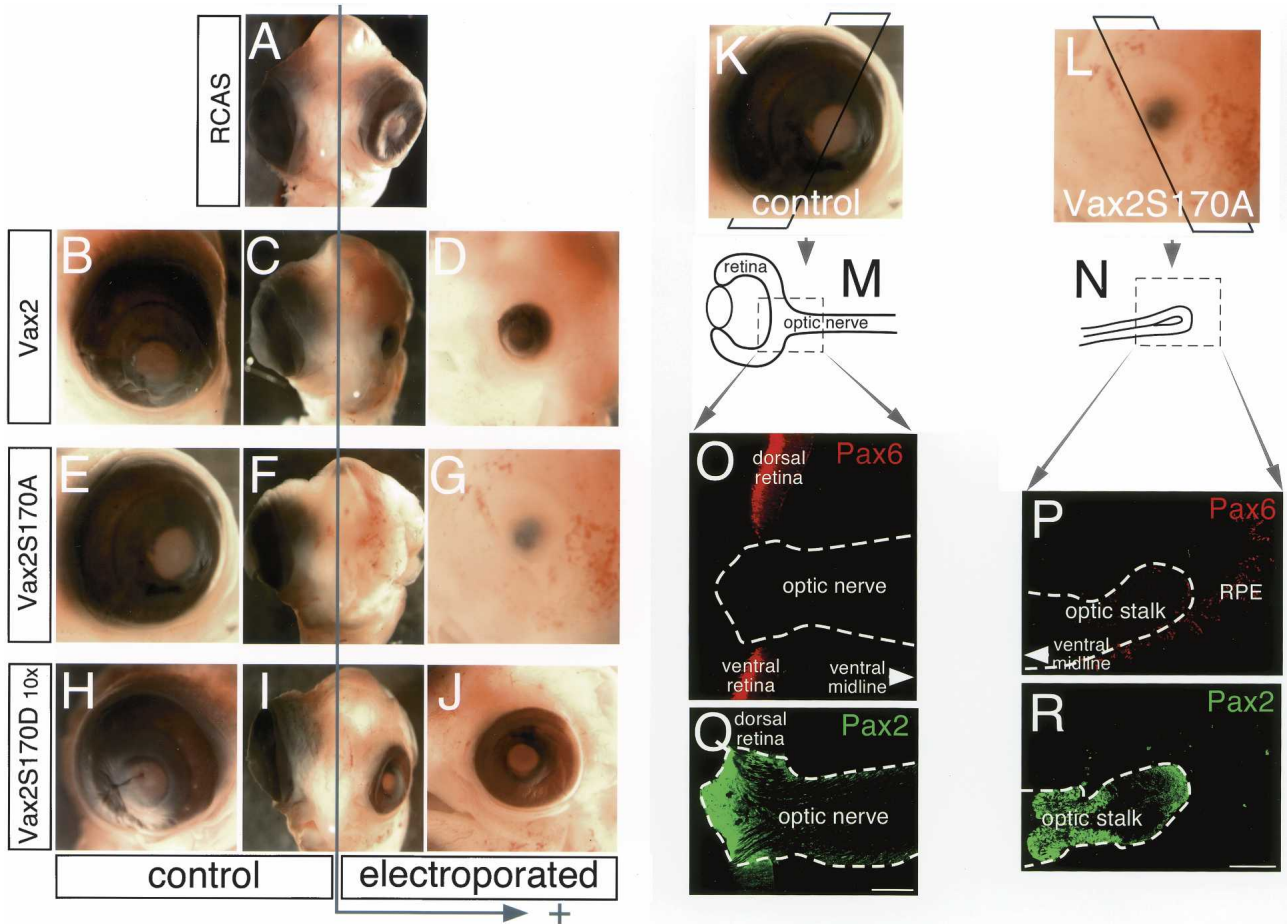 A
RCAS
B
C
D
Vax2
E
F
G
Vax2S170A
H
I
J
Vax2S170D 10x
control
electroporated
+
K
control
L
Vax2S170A
retina
M
optic nerve
N
O
dorsal
retina
Pax6
optic nerve
ventral
retina
ventral
midline
P
Pax6
optic stalk
RPE
ventral
midline
Q
dorsal
retina
Pax2
optic nerve
R
Pax2
optic stalk